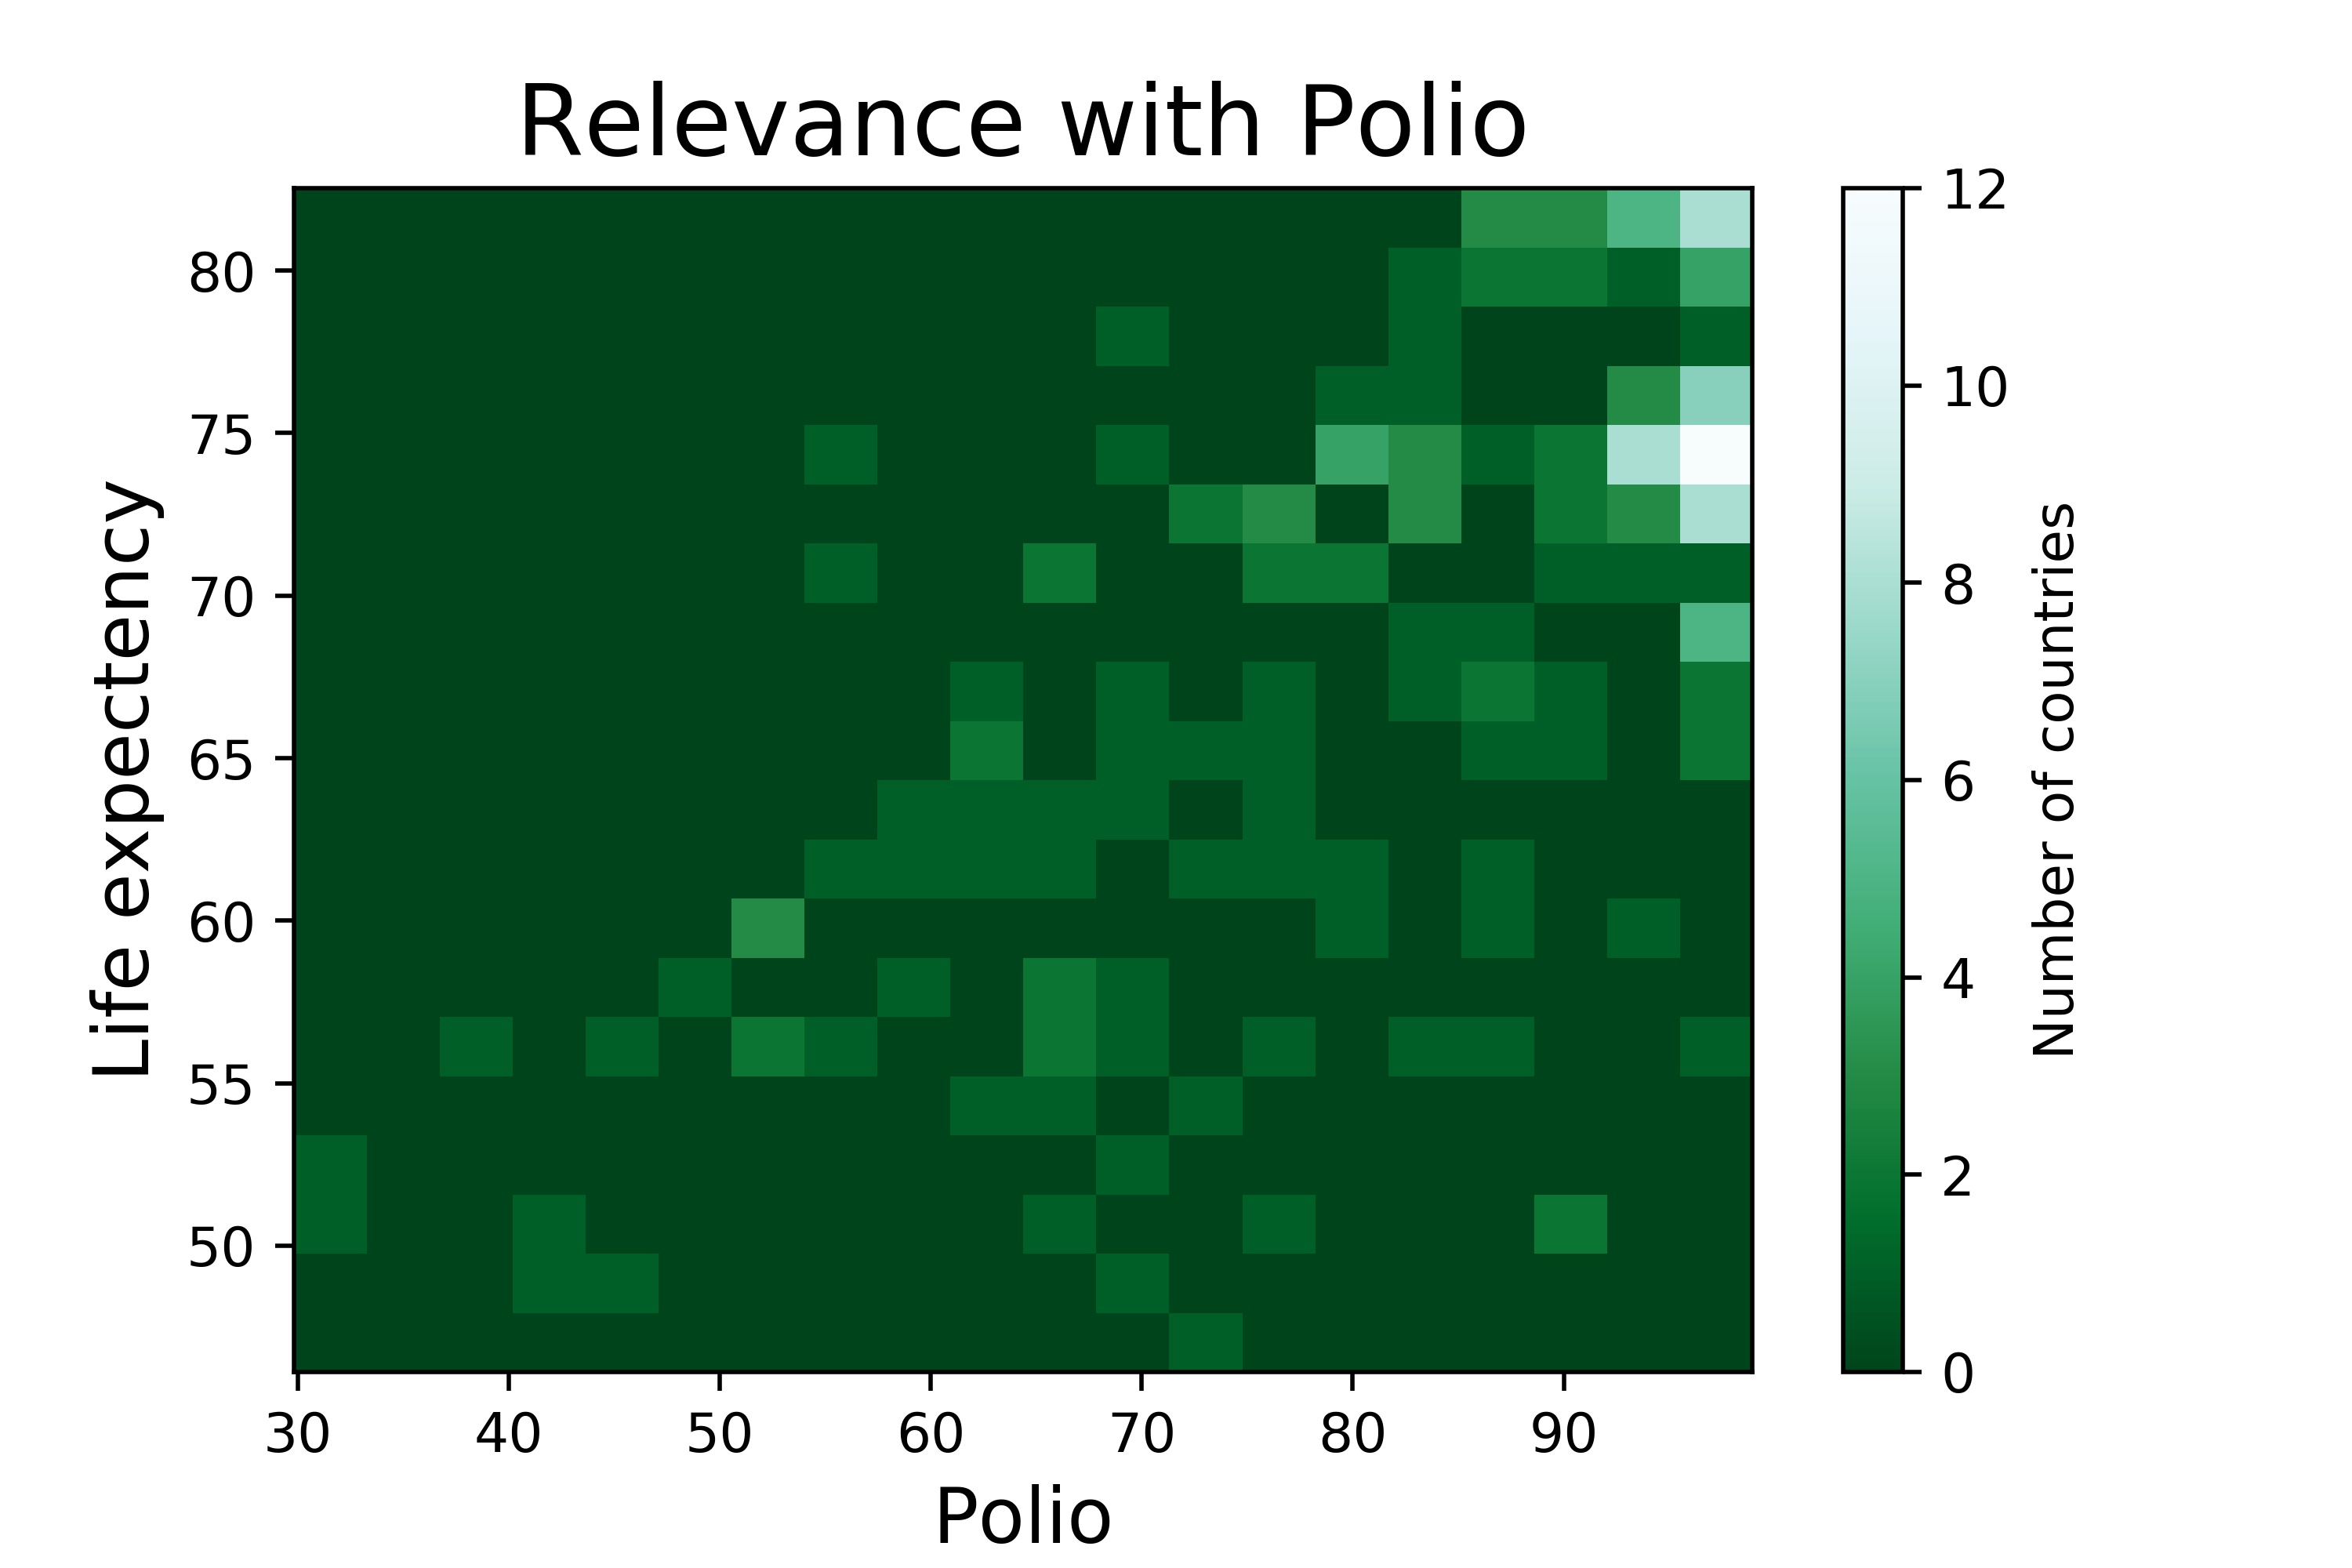 Relevance with Polio
Life expectency
80
75
70
65
60
55
50
30 40 50 60 70 80 90
Polio
12
10
8
6
4
2
0
Number of countries